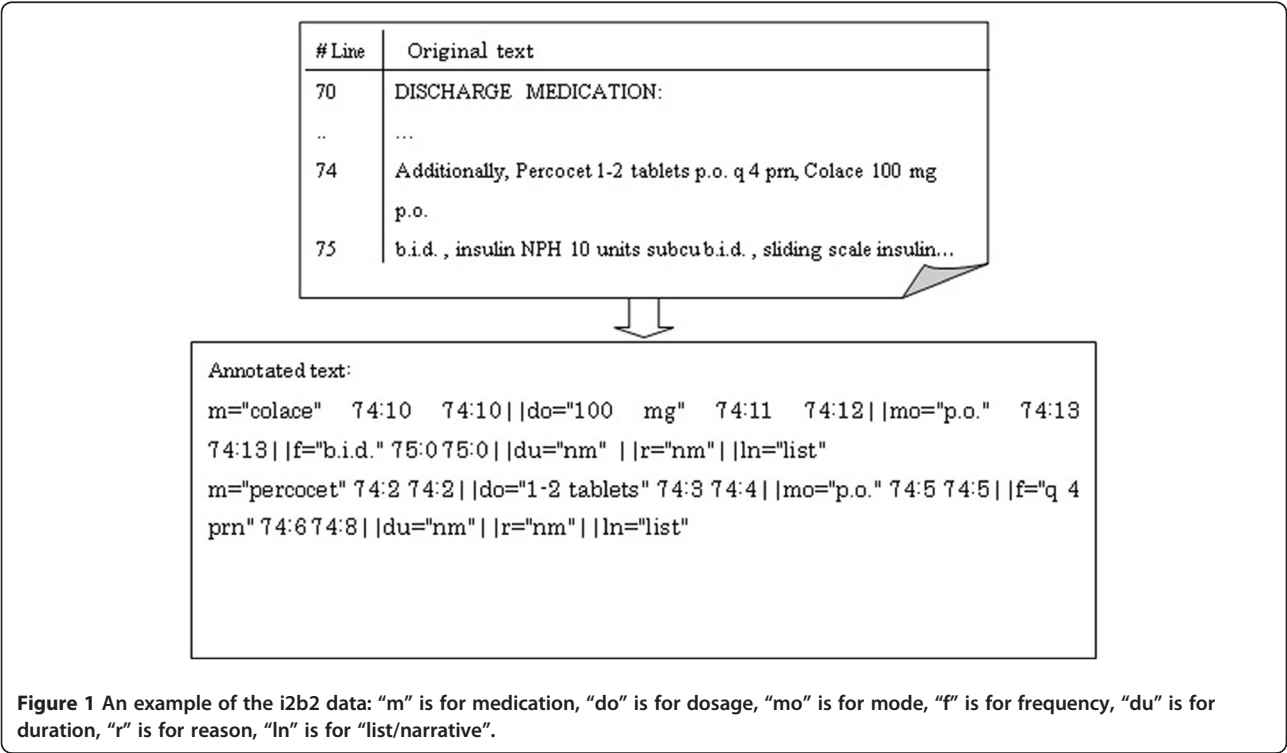 # Line Original text
70 DISCHARGE MEDICATION:
.. ...
74 Additionally, Percocet 1-2 tablets p.o. q 4 prn, Colace 100 mg
p.o.
75 b.i.d. , insulin NPH 10 units subcu b.i.d. , sliding scale insulin...
Annotated text:
m="colace" 74:10 74:10||do="100 mg" 74:11 74:12||mo="p.o." 74:13
74:13||f="b.i.d." 75:0 75:0||du="nm" ||r="nm"||ln="list"
m="percocet" 74:2 74:2||do="1-2 tablets" 74:3 74:4||mo="p.o." 74:5 74:5||f="q 4
prn" 74:6 74:8||du="nm"||r="nm"||ln="list"
Figure 1 An example of the i2b2 data: “m” is for medication, “do” is for dosage, “mo” is for mode, “f” is for frequency, “du” is for
duration, “r” is for reason, “ln” is for “list/narrative”.